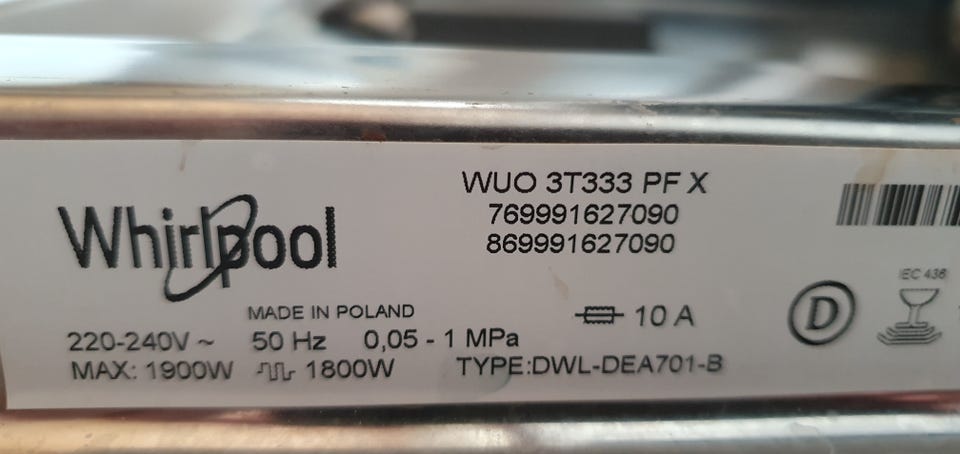 Whirlpool
WUO 3T333 PF X
769991627090
869991627090
MADE IN POLAND
10 A
D
IEC 436
220-240V ~ 50 Hz 0,05 - 1 MPa
MAX: 1900W 1800W TYPE:DWL-DEA701-B